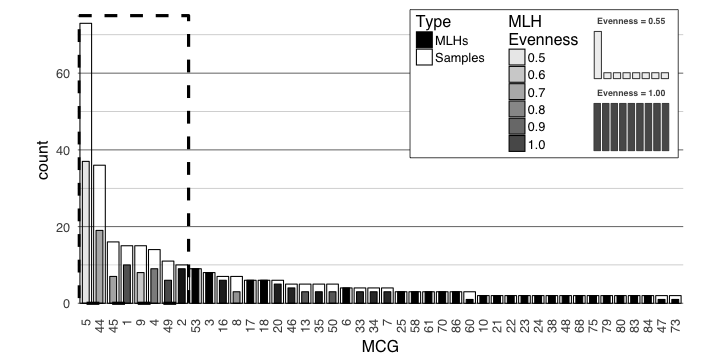 Type
MLHs
Samples
MLH
Evenness
0.5
0.6
0.7
0.8
0.9
1.0
Evenness = 0.55
Evenness = 1.00
count
60
40
20
0
5 44 45 1 9 4 49 2 53 3 16 8 17 18 20 46 13 35 50 6 33 34 7 25 58 61 70 86 60 10 21 22 23 24 38 48 68 75 79 80 83 84 47 73
MCG